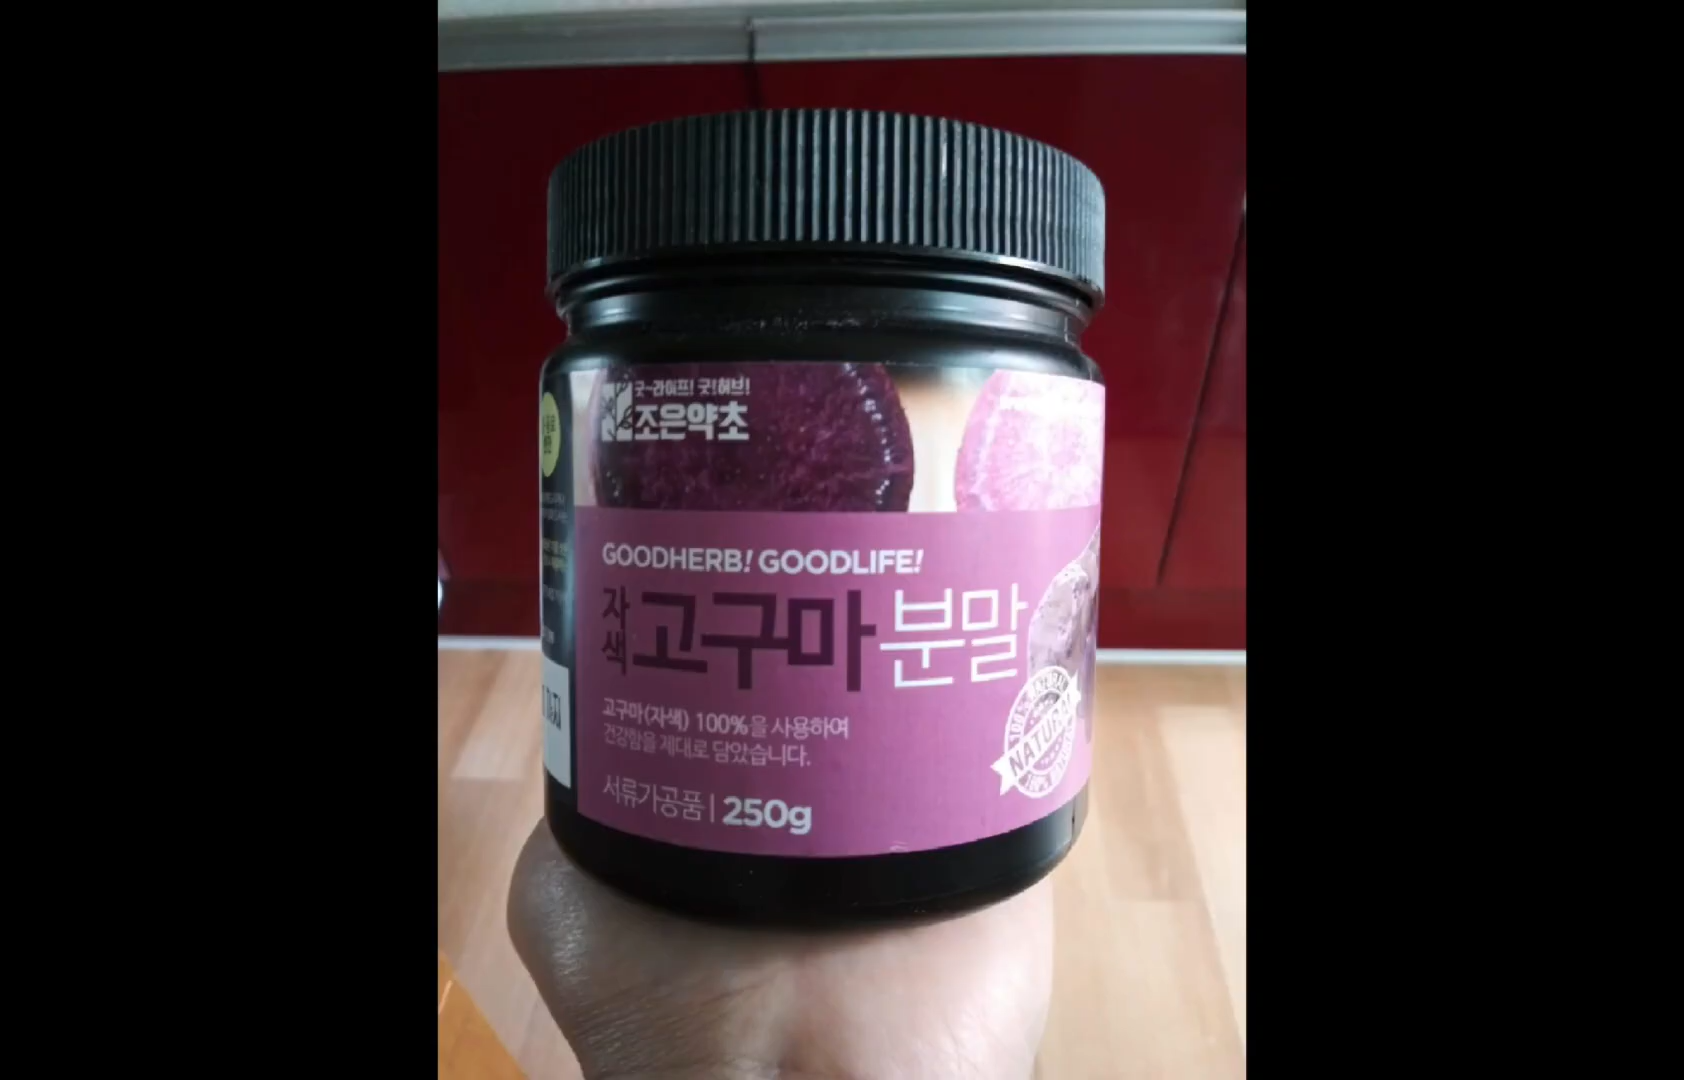 굿~라이프! 굿!허브!
조은약초
GOODHERB! GOODLIFE!
자색 고구마 분말
고구마(자색) 100%을 사용하여
건강함을 제대로 담았습니다.
서류가공품 | 250g
NATURAL